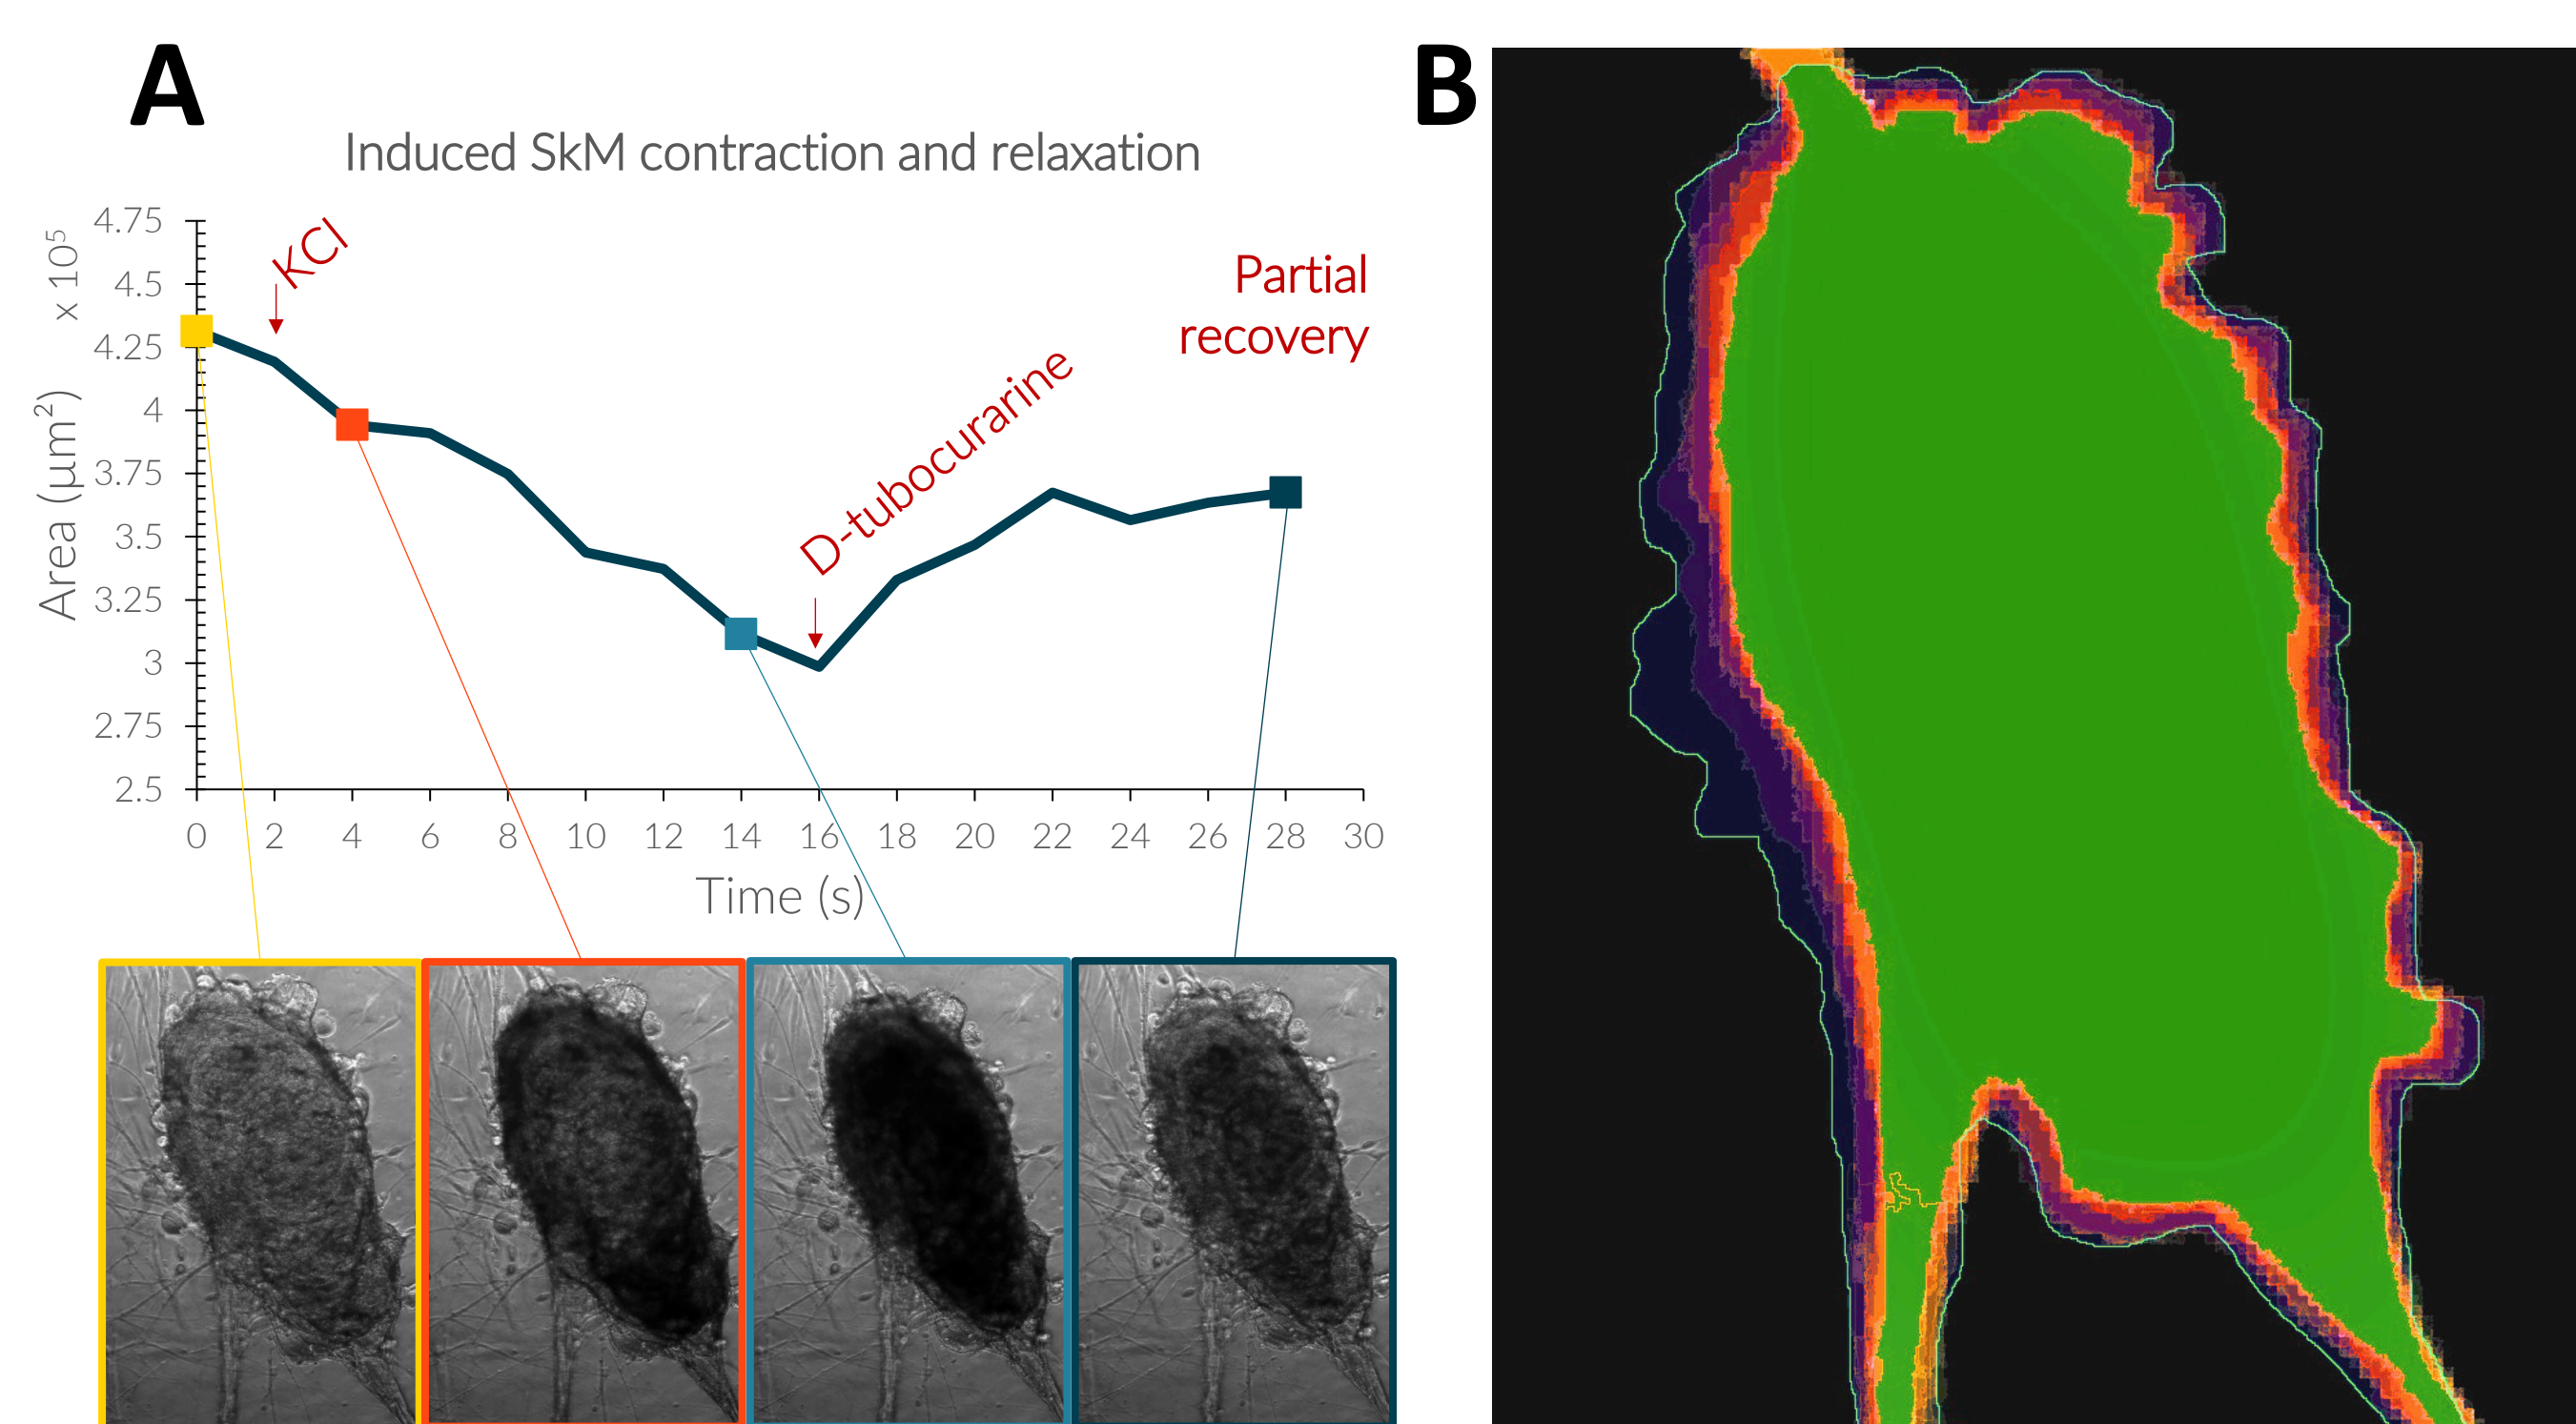 A
B
Induced SkM contraction and relaxation
x 10⁵
Area (µm²)
4.75
4.5
4.25
4
3.75
3.5
3.25
3
2.75
2.5
KCl
D-tubocurarine
Partial
recovery
0 2 4 6 8 10 12 14 16 18 20 22 24 26 28 30
Time (s)